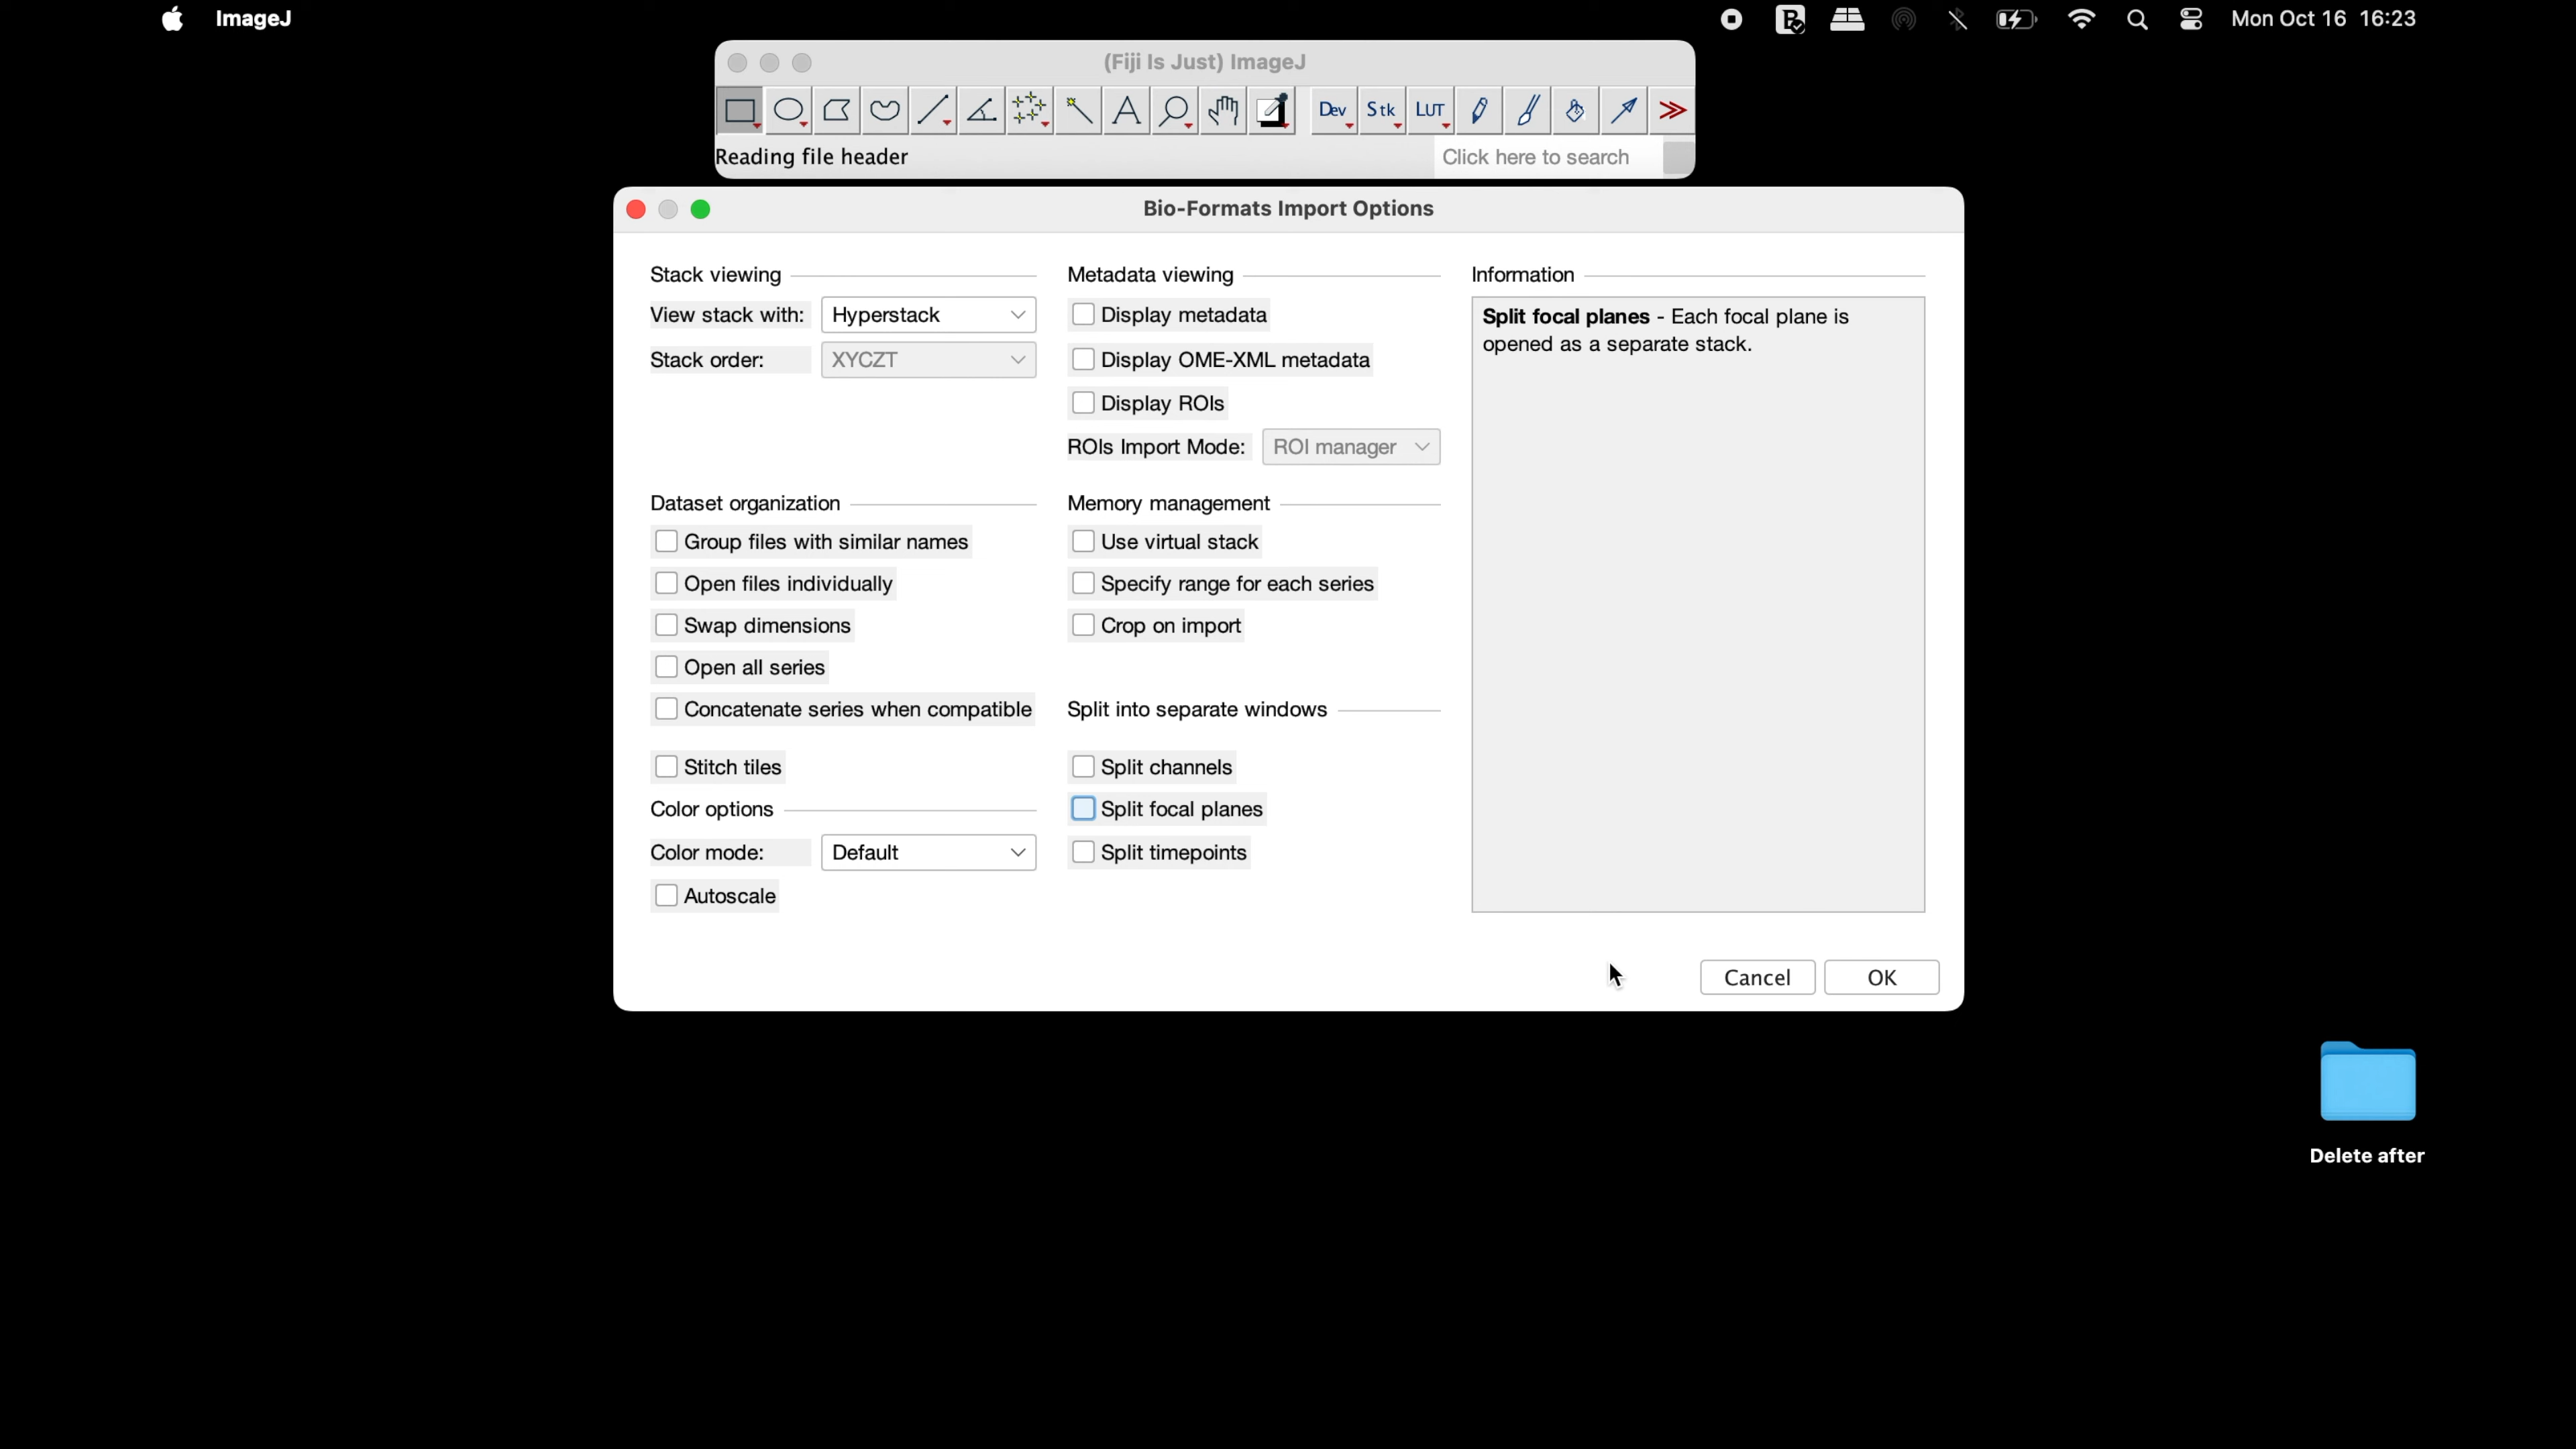 ImageJ
Mon Oct 16 16:23
(Fiji Is Just) ImageJ
Dev Stk LUT
Reading file header
Click here to search
Bio-Formats Import Options
Stack viewing
View stack with: Hyperstack
Stack order: XYCZT
Metadata viewing
Display metadata
Display OME-XML metadata
Display ROIs
ROIs Import Mode: ROI manager
Information
Split focal planes - Each focal plane is
opened as a separate stack.
Dataset organization
Group files with similar names
Open files individually
Swap dimensions
Open all series
Concatenate series when compatible
Stitch tiles
Memory management
Use virtual stack
Specify range for each series
Crop on import
Split into separate windows
Split channels
Split focal planes
Split timepoints
Color options
Color mode: Default
Autoscale
Cancel
OK
Delete after